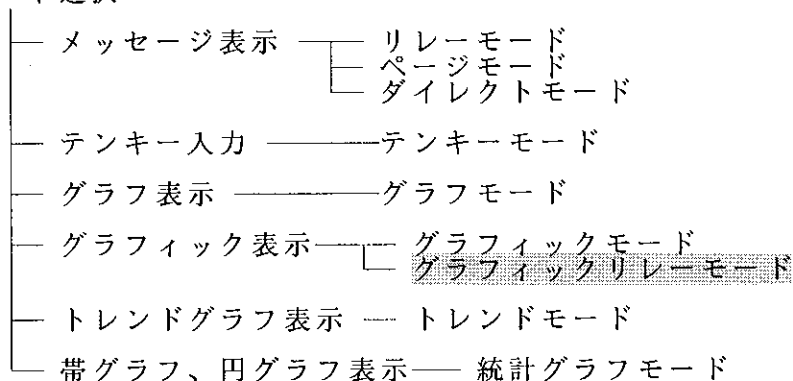 メッセージ表示 リレーモード
ページモード
ダイレクトモード
テンキー入力 テンキーモード
グラフ表示 グラフモード
グラフィック表示 グラフィックモード
グラフィックリレーモード
トレンドグラフ表示 トレンドモード
帯グラフ、円グラフ表示 統計グラフモード